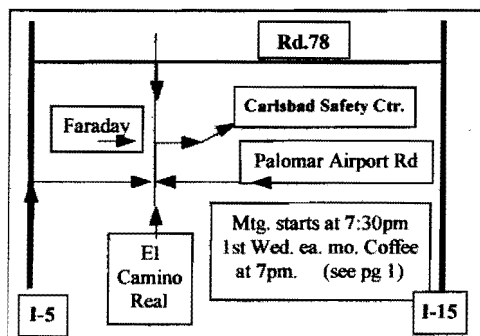 Rd.78
Carlsbad Safety Ctr.
Faraday
Palomar Airport Rd
Mtg. starts at 7:30pm
1st Wed. ea. mo. Coffee
at 7pm. (see pg 1)
El
Camino
Real
I-5
I-15